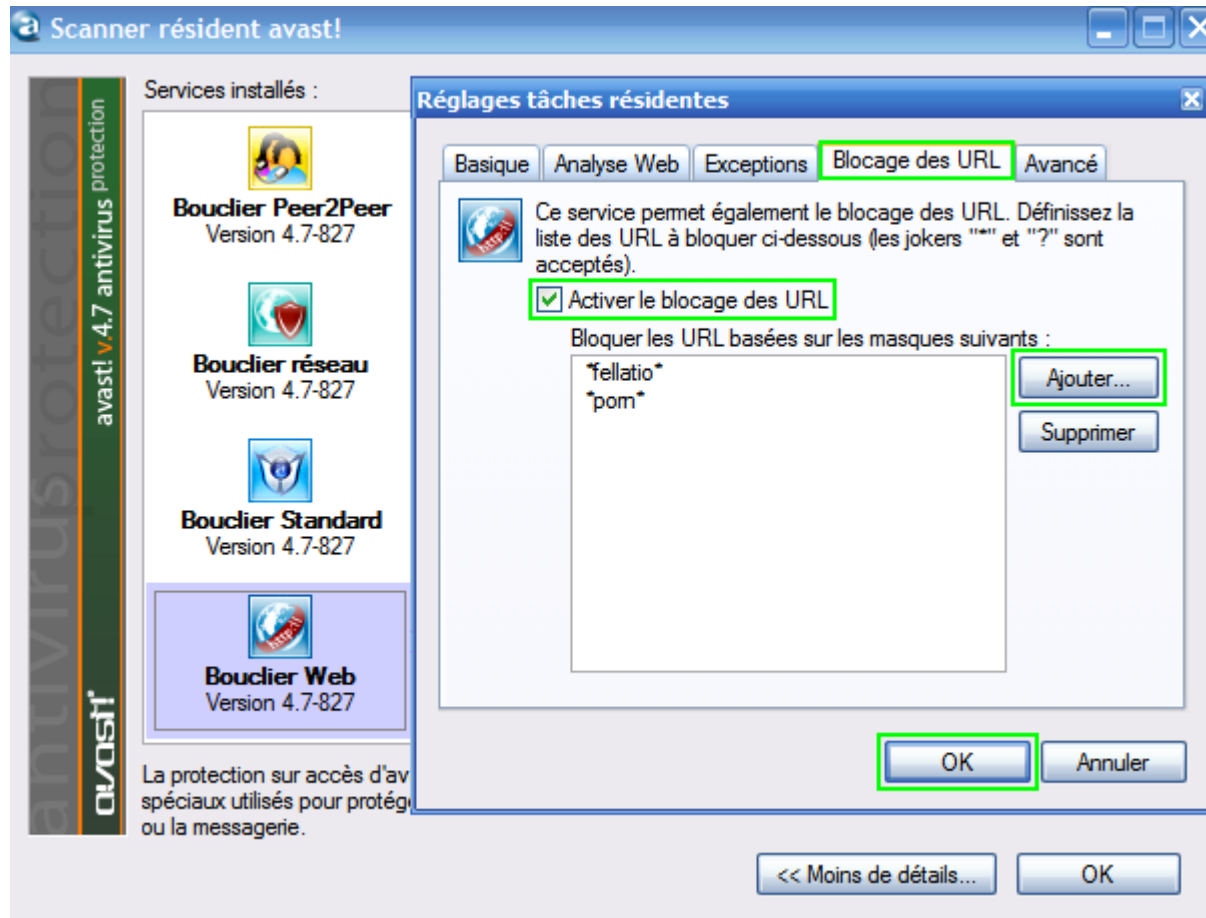 Scanner résident avast!
antivirus protection
avast! v.4.7 antivirus protection
avast!
Services installés :
Bouclier Peer2Peer
Version 4.7-827
Bouclier réseau
Version 4.7-827
Bouclier Standard
Version 4.7-827
http://
Bouclier Web
Version 4.7-827
La protection sur accès d'av
spéciaux utilisés pour protég
ou la messagerie.
Réglages tâches résidentes
Basique Analyse Web Exceptions Blocage des URL Avancé
http://
Ce service permet également le blocage des URL. Définissez la
liste des URL à bloquer ci-dessous (les jokers "*" et "?" sont
acceptés).
Activer le blocage des URL
Bloquer les URL basées sur les masques suivants :
*fellatio*
*porn*
Ajouter...
Supprimer
OK Annuler
<< Moins de détails... OK